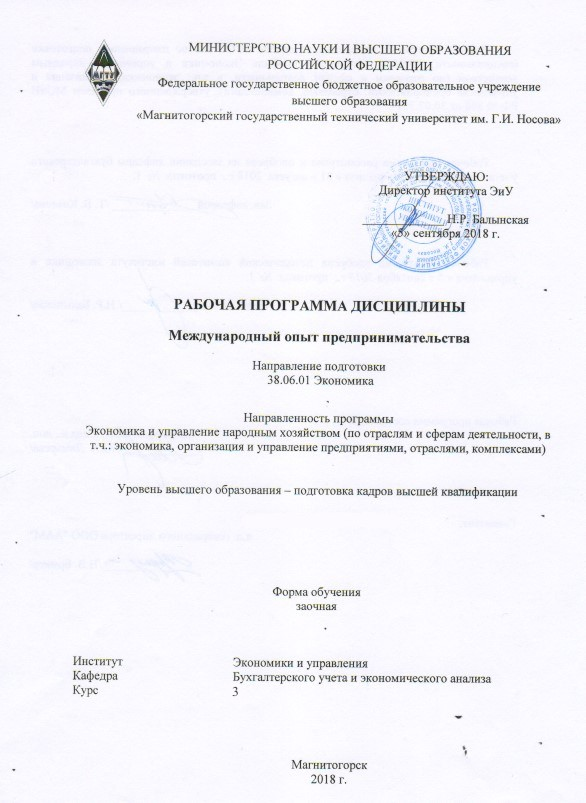 МИНИСТЕРСТВО НАУКИ И ВЫСШЕГО ОБРАЗОВАНИЯ
РОССИЙСКОЙ ФЕДЕРАЦИИ
Федеральное государственное бюджетное образовательное учреждение
высшего образования
«Магнитогорский государственный технический университет им. Г.И. Носова»
УТВЕРЖДАЮ:
Директор института ЭиУ
Н.Р. Балынская
«5» сентября 2018 г.
ИНСТИТУТ
ЭКОНОМИКИ И
УПРАВЛЕНИЯ
РАБОЧАЯ ПРОГРАММА ДИСЦИПЛИНЫ
Международный опыт предпринимательства
Направление подготовки
38.06.01 Экономика
Направленность программы
Экономика и управление народным хозяйством (по отраслям и сферам деятельности, в
т.ч.: экономика, организация и управление предприятиями, отраслями, комплексами)
Уровень высшего образования – подготовка кадров высшей квалификации
Форма обучения
заочная
Институт Экономики и управления
Кафедра Бухгалтерского учета и экономического анализа
Курс 3
Магнитогорск
2018 г.